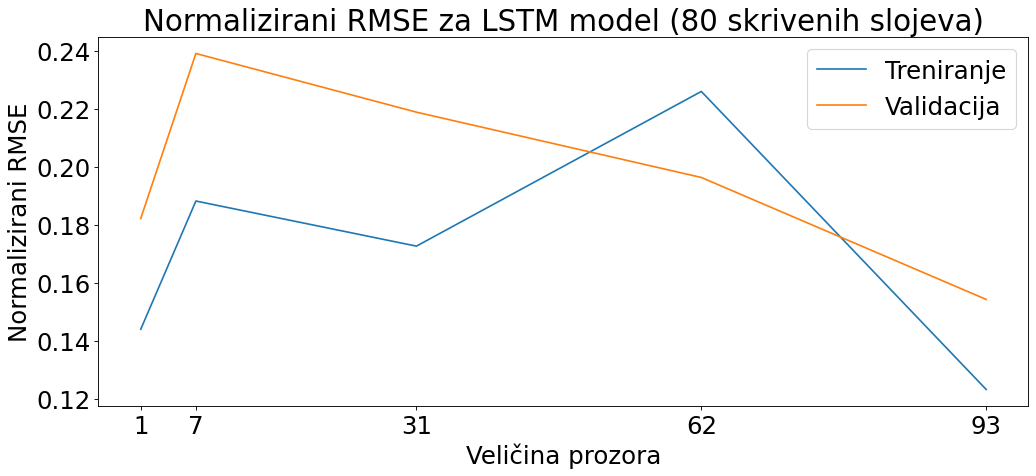 Normalizirani RMSE za LSTM model (80 skrivenih slojeva)
Normalizirani RMSE
0.24
0.22
0.20
0.18
0.16
0.14
0.12
Treniranje
Validacija
1 7 31 62 93
Veličina prozora